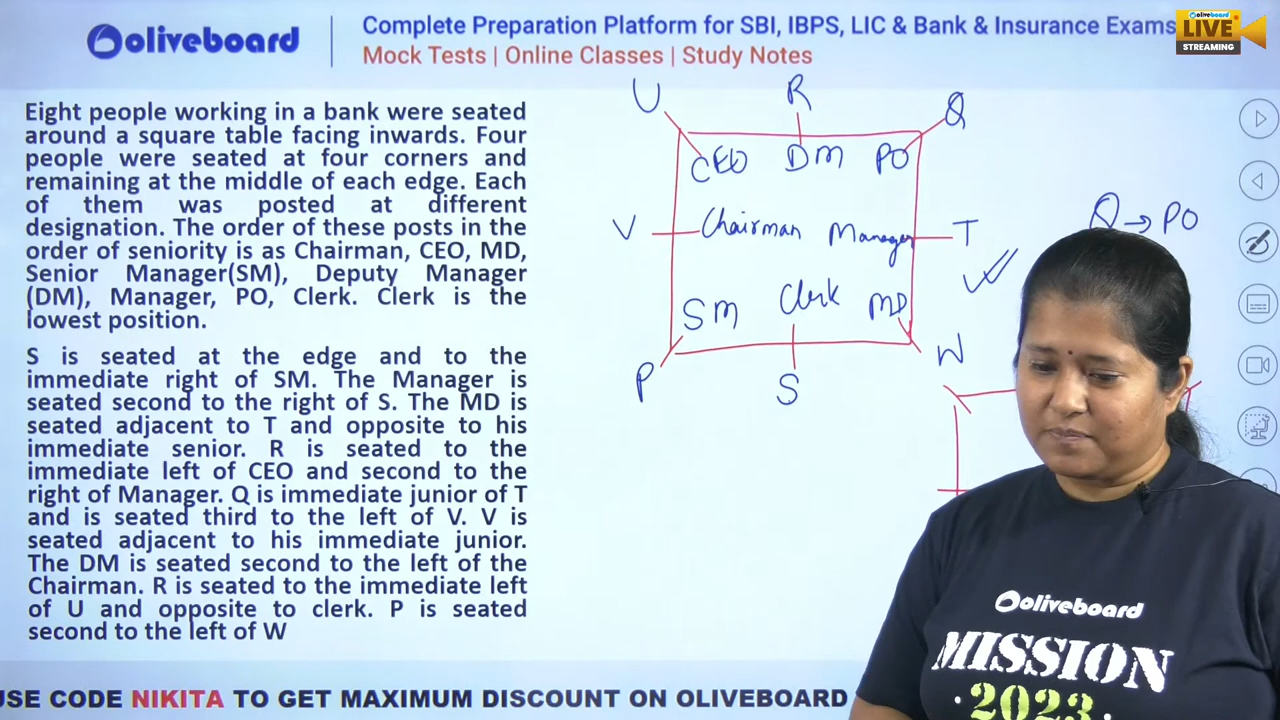 oliveboard
Complete Preparation Platform for SBI, IBPS, LIC & Bank & Insurance Exams
Mock Tests | Online Classes | Study Notes
oliveboard
LIVE
STREAMING
Eight people working in a bank were seated
around a square table facing inwards. Four
people were seated at four corners and
remaining at the middle of each edge. Each
of them was posted at different
designation. The order of these posts in the
order of seniority is as Chairman, CEO, MD,
Senior Manager(SM), Deputy Manager
(DM), Manager, PO, Clerk. Clerk is the
lowest position.
S is seated at the edge and to the
immediate right of SM. The Manager is
seated second to the right of S. The MD is
seated adjacent to T and opposite to his
immediate senior. R is seated to the
immediate left of CEO and second to the
right of Manager. Q is immediate junior of T
and is seated third to the left of V. V is
seated adjacent to his immediate junior.
The DM is seated second to the left of the
Chairman. R is seated to the immediate left
of U and opposite to clerk. P is seated
second to the left of W
U R Q
CEO DM PO
V Chairman Manager T
SM Clerk MD
P S W
Q → PO
oliveboard
MISSION
·2023·
USE CODE NIKITA TO GET MAXIMUM DISCOUNT ON OLIVEBOARD